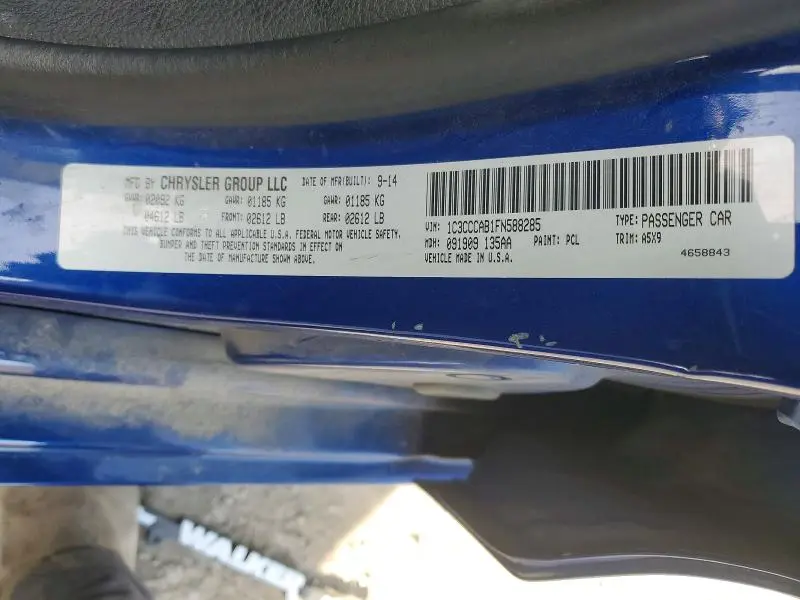 MFG BY CHRYSLER GROUP LLC DATE OF MFR(BUILT): 9-14
GVWR: 02092 KG GAWR: 01185 KG GAWR: 01185 KG
04612 LB FRONT: 02612 LB REAR: 02612 LB
THIS VEHICLE CONFORMS TO ALL APPLICABLE U.S.A. FEDERAL MOTOR VEHICLE SAFETY,
BUMPER AND THEFT PREVENTION STANDARDS IN EFFECT ON
THE DATE OF MANUFACTURE SHOWN ABOVE.
VIN: 1C3CCCAB1FN588285 TYPE: PASSENGER CAR
MDH: 091909 135AA PAINT: PCL TRIM: A5X9
VEHICLE MADE IN U.S.A. 4658843
WALKER